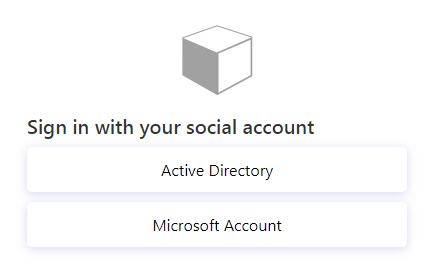 Sign in with your social account
Active Directory
Microsoft Account